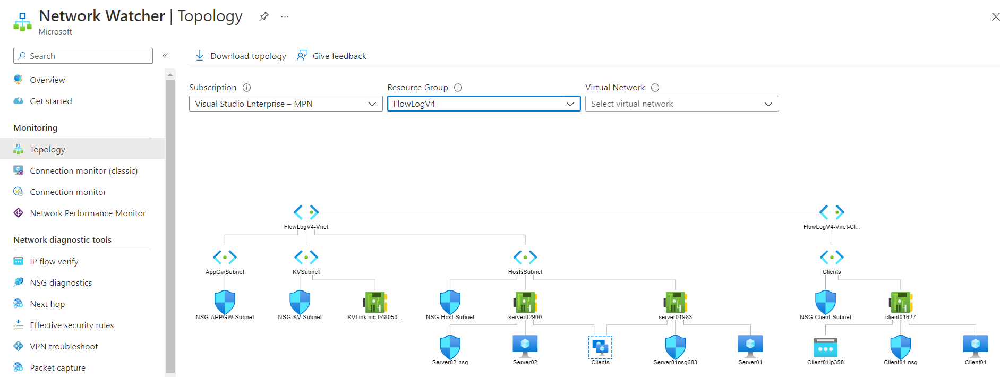 Network Watcher | Topology
Microsoft
Search
Overview
Get started
Monitoring
Topology
Connection monitor (classic)
Connection monitor
Network Performance Monitor
Network diagnostic tools
IP flow verify
NSG diagnostics
Next hop
Effective security rules
VPN troubleshoot
Packet capture
Download topology Give feedback
Subscription Resource Group Virtual Network
Visual Studio Enterprise – MPN FlowLogV4 Select virtual network
FlowLogV4-Vnet FlowLogV4-Vnet-Cl...
AppGwSubnet KVSubnet HostsSubnet Clients
NSG-APPGW-Subnet NSG-KV-Subnet KVLink.nic.048050... NSG-Host-Subnet server02900 server01983 NSG-Client-Subnet client01627
Server02-nsg Server02 Clients Server01nsg683 Server01 Client01ip358 Client01-nsg Client01